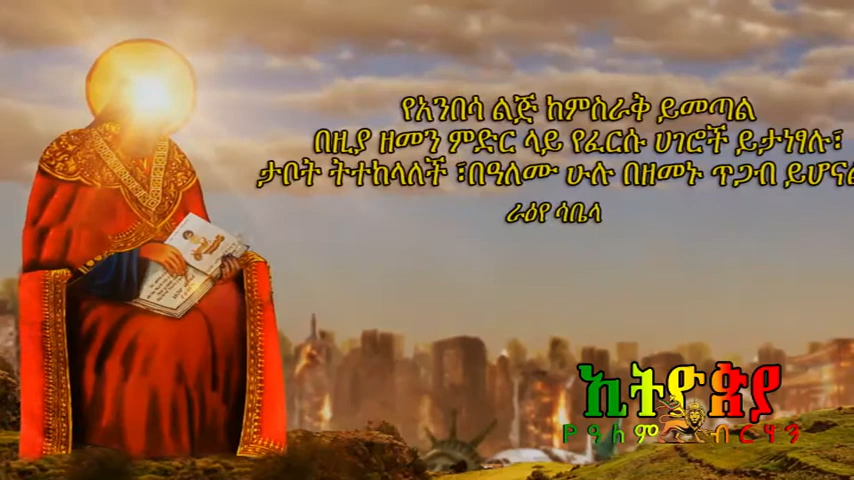 የአንበሳ ልጅ ከምስራቅ ይመጣል
በዚያ ዘመን ምድር ላይ የፈርሱ ሀገሮች ይታነፃሉ፣
ታቦት ትተከላለች ፣በዓለሙ ሁሉ በዘመኑ ጥጋብ ይሆናል
ራዕየ ሳቤላ
ኢትዮጵያ
የዓለም ብርሃን